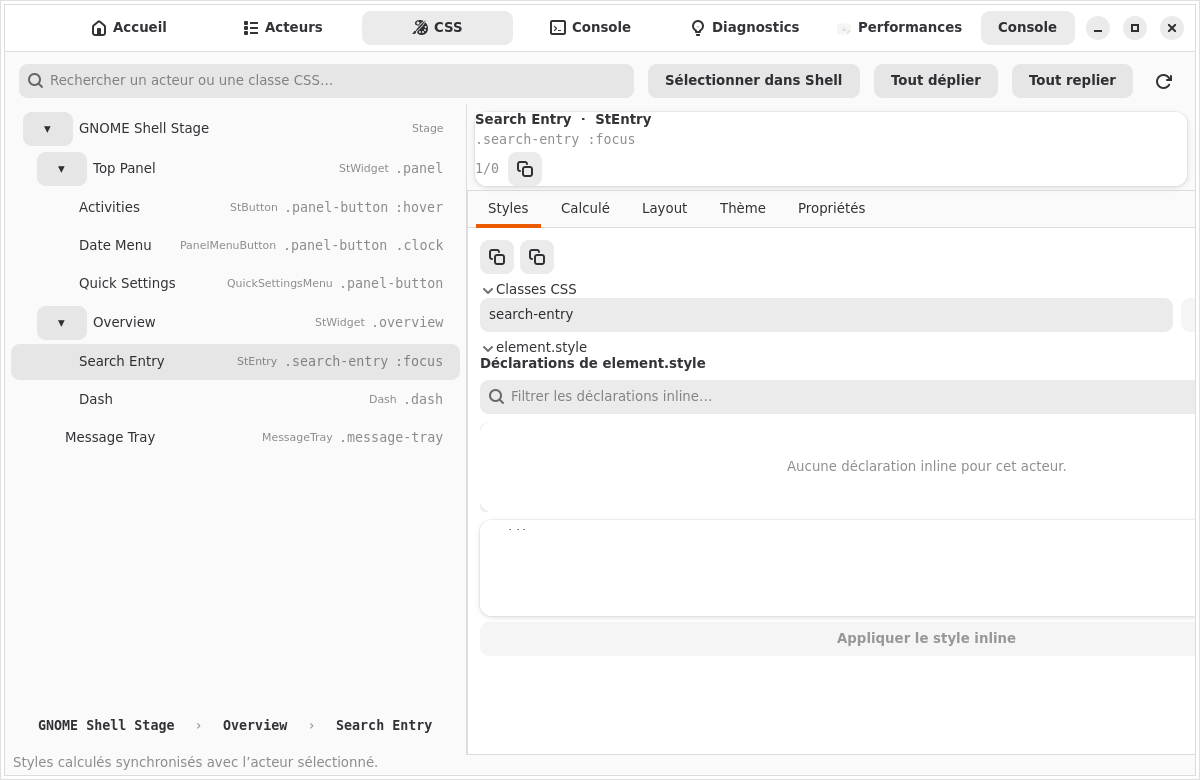 Accueil Acteurs CSS Console Diagnostics Performances Console
Rechercher un acteur ou une classe CSS… Sélectionner dans Shell Tout déplier Tout replier
GNOME Shell Stage Stage
Top Panel StWidget .panel
Activities StButton .panel-button :hover
Date Menu PanelMenuButton .panel-button .clock
Quick Settings QuickSettingsMenu .panel-button
Overview StWidget .overview
Search Entry StEntry .search-entry :focus
Dash Dash .dash
Message Tray MessageTray .message-tray
GNOME Shell Stage › Overview › Search Entry
Search Entry · StEntry
.search-entry :focus
1/0
Styles Calculé Layout Thème Propriétés
Classes CSS
search-entry
element.style
Déclarations de element.style
Filtrer les déclarations inline…
Aucune déclaration inline pour cet acteur.
Appliquer le style inline
Styles calculés synchronisés avec l’acteur sélectionné.